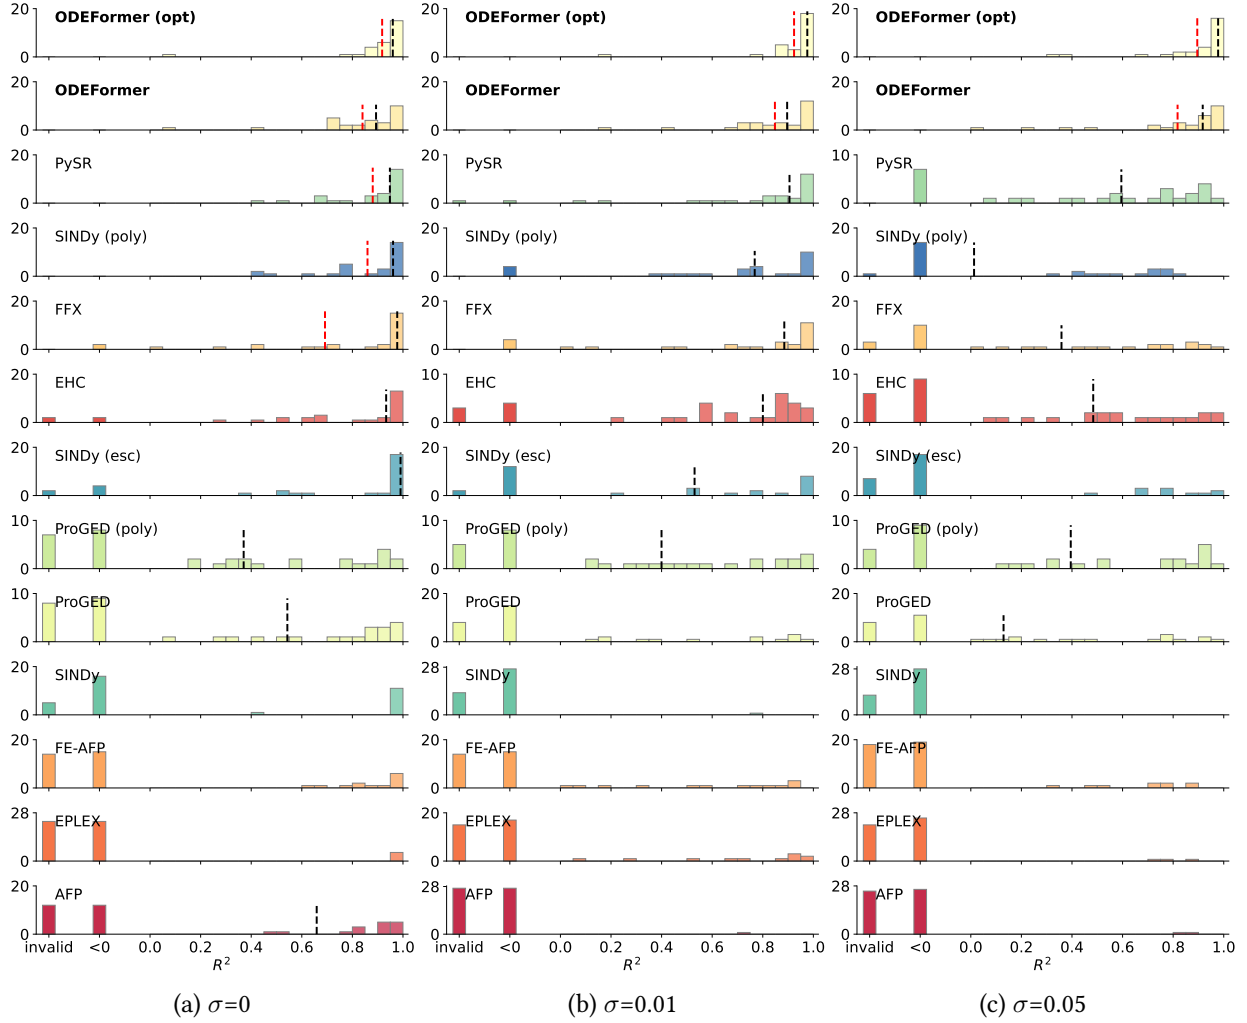 20 ODEFormer (opt) 20 ODEFormer (opt) 20 ODEFormer (opt)
0 0 0
20 ODEFormer 20 ODEFormer 20 ODEFormer
0 0 0
20 PySR 20 PySR 10 PySR
0 0 0
20 SINDy (poly) 20 SINDy (poly) 20 SINDy (poly)
0 0 0
20 FFX 20 FFX 20 FFX
0 0 0
20 EHC 10 EHC 10 EHC
0 0 0
20 SINDy (esc) 20 SINDy (esc) 20 SINDy (esc)
0 0 0
10 ProGED (poly) 10 ProGED (poly) 10 ProGED (poly)
0 0 0
10 ProGED 20 ProGED 20 ProGED
0 0 0
20 SINDy 28 SINDy 28 SINDy
0 0 0
20 FE-AFP 20 FE-AFP 20 FE-AFP
0 0 0
28 EPLEX 20 EPLEX 28 EPLEX
0 0 0
20 AFP 28 AFP 28 AFP
0 0 0
invalid <0 0.0 0.2 0.4 0.6 0.8 1.0 invalid <0 0.0 0.2 0.4 0.6 0.8 1.0 invalid <0 0.0 0.2 0.4 0.6 0.8 1.0
R² R² R²
(a) σ=0 (b) σ=0.01 (c) σ=0.05